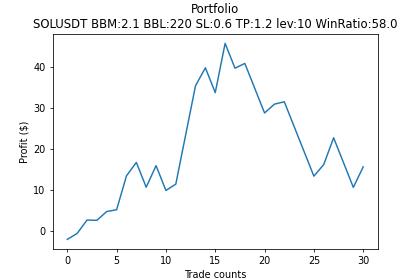 Portfolio
SOLUSDT BBM:2.1 BBL:220 SL:0.6 TP:1.2 lev:10 WinRatio:58.0
Profit ($)
40
30
20
10
0
0 5 10 15 20 25 30
Trade counts